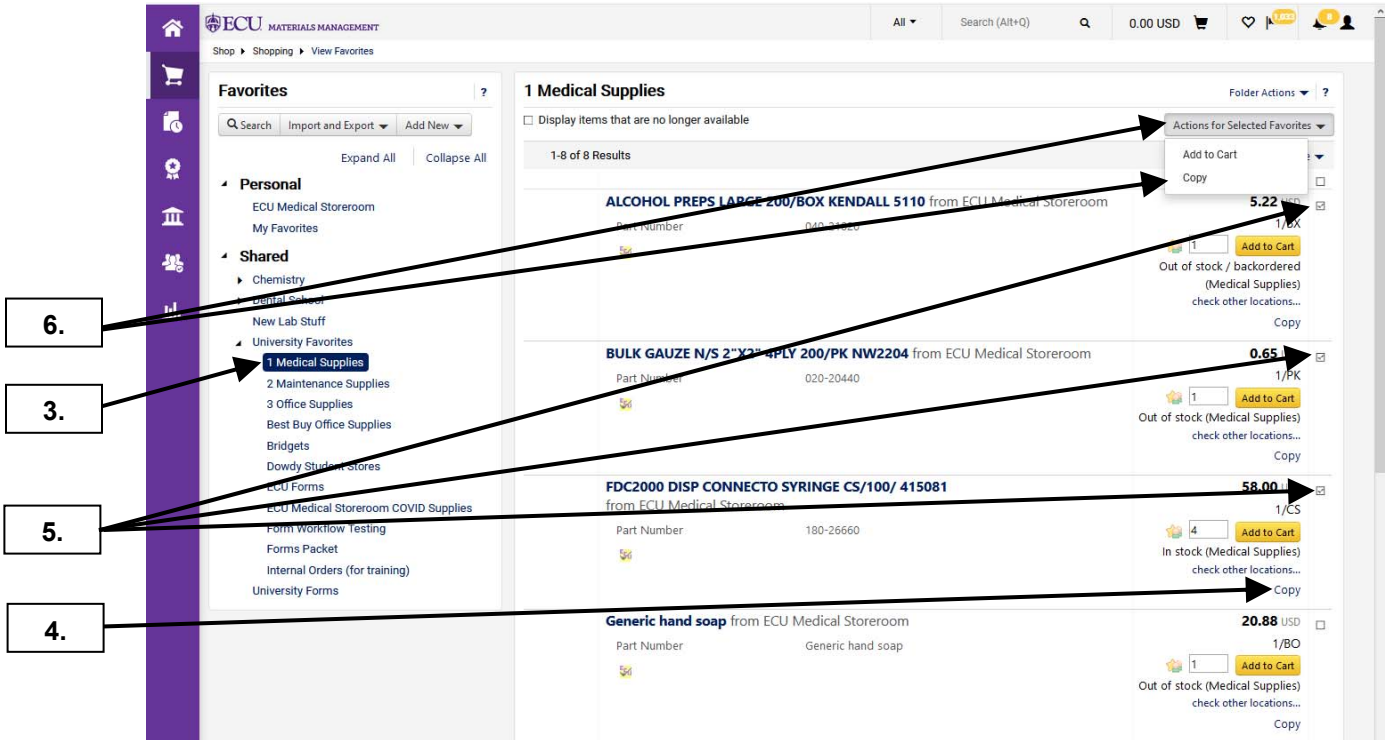 ECU MATERIALS MANAGEMENT
All
Search (Alt+Q)
0.00 USD
Shop Shopping View Favorites
Favorites ?
Search Import and Export Add New
Expand All Collapse All
Personal
ECU Medical Storeroom
My Favorites
Shared
Chemistry
Dental School
New Lab Stuff
University Favorites
1 Medical Supplies
2 Maintenance Supplies
3 Office Supplies
Best Buy Office Supplies
Bridgets
Dowdy Student Stores
ECU Forms
ECU Medical Storeroom COVID Supplies
Form Workflow Testing
Forms Packet
Internal Orders (for training)
University Forms
6.
3.
5.
4.
1 Medical Supplies
Folder Actions ?
Display items that are no longer available
Actions for Selected Favorites
Add to Cart
Copy
1-8 of 8 Results
ALCOHOL PREPS LARGE 200/BOX KENDALL 5110 from ECU Medical Storeroom
5.22 USD
Part Number
1/BX
1 Add to Cart
Out of stock / backordered
(Medical Supplies)
check other locations...
Copy
BULK GAUZE N/S 2"X2" 4PLY 200/PK NW2204 from ECU Medical Storeroom
0.65
Part Number 020-20440
1/PK
1 Add to Cart
Out of stock (Medical Supplies)
check other locations...
Copy
FDC2000 DISP CONNECTO SYRINGE CS/100/ 415081
from ECU Medical Storeroom
58.00
1/CS
Part Number 180-26660
4 Add to Cart
In stock (Medical Supplies)
check other locations...
Copy
Generic hand soap from ECU Medical Storeroom
20.88 USD
Part Number Generic hand soap
1/BO
1 Add to Cart
Out of stock (Medical Supplies)
check other locations...
Copy